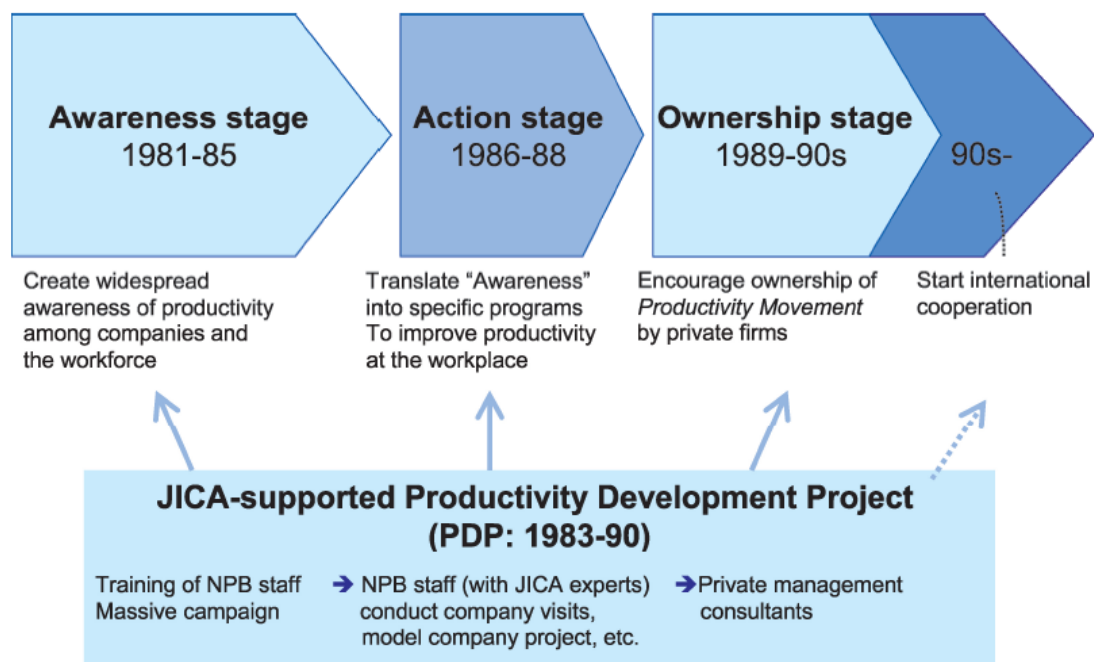 Awareness stage
1981-85
Action stage
1986-88
Ownership stage
1989-90s
90s-
Create widespread
awareness of productivity
among companies and
the workforce
Translate “Awareness”
into specific programs
To improve productivity
at the workplace
Encourage ownership of
Productivity Movement
by private firms
Start international
cooperation
JICA-supported Productivity Development Project
(PDP: 1983-90)
Training of NPB staff
Massive campaign
NPB staff (with JICA experts)
conduct company visits,
model company project, etc.
Private management
consultants